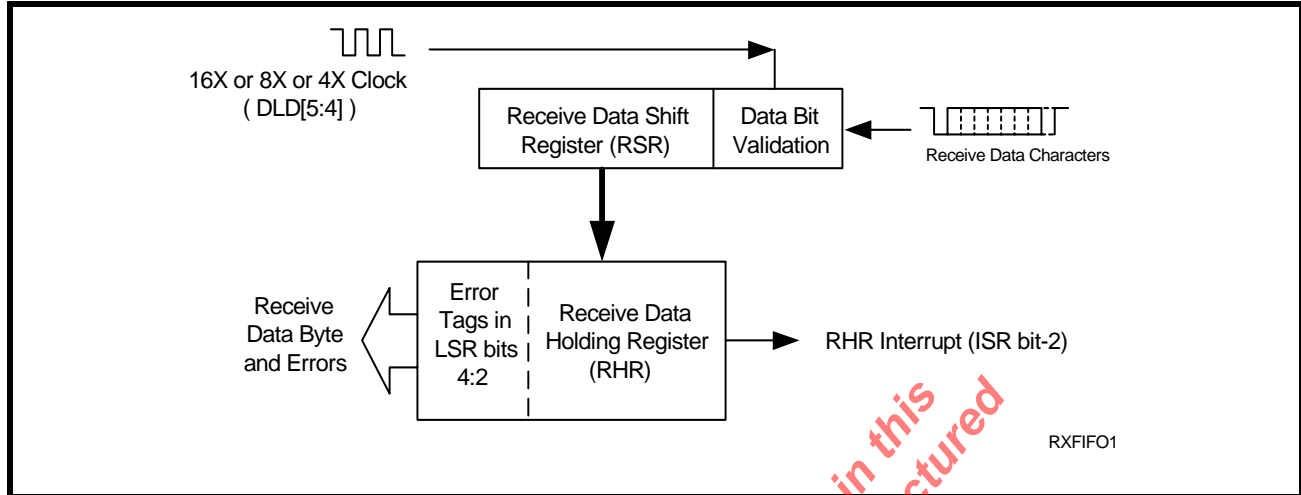 16X or 8X or 4X Clock
( DLD[5:4] )
Receive Data Shift
Register (RSR)
Data Bit
Validation
Receive Data Characters
Receive
Data Byte
and Errors
Error
Tags in
LSR bits
4:2
Receive Data
Holding Register
(RHR)
RHR Interrupt (ISR bit-2)
in this
RXFIFO1